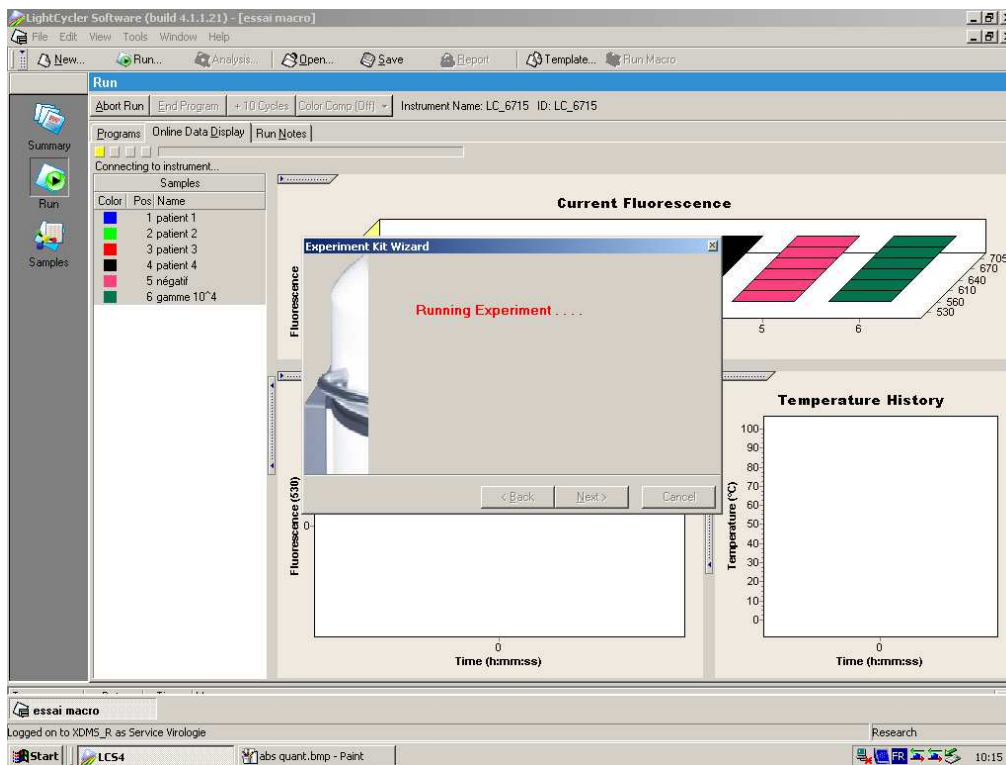 LightCycler Software (build 4.1.1.21) - [essai macro]
File Edit View Tools Window Help
New... Run... Analysis... Open... Save Report Template... Run Macro
Run
Abort Run End Program + 10 Cycles Color Comp (Off) Instrument Name: LC_6715 ID: LC_6715
Programs Online Data Display Run Notes
Connecting to instrument...
Summary
Run
Samples
Samples
Color Pos Name
1 patient 1
2 patient 2
3 patient 3
4 patient 4
5 négatif
6 gamme 10^4
Current Fluorescence
Fluorescence
705
670
640
610
560
530
5 6
Experiment Kit Wizard
Running Experiment . . . .
< Back Next > Cancel
Fluorescence (530)
0
0
Time (h:mm:ss)
Temperature History
Temperature (°C)
100
90
80
70
60
50
40
30
20
10
0
0
Time (h:mm:ss)
essai macro
Logged on to XDMS_R as Service Virologie Research
Start LCS4 abs quant.bmp - Paint FR 10:15